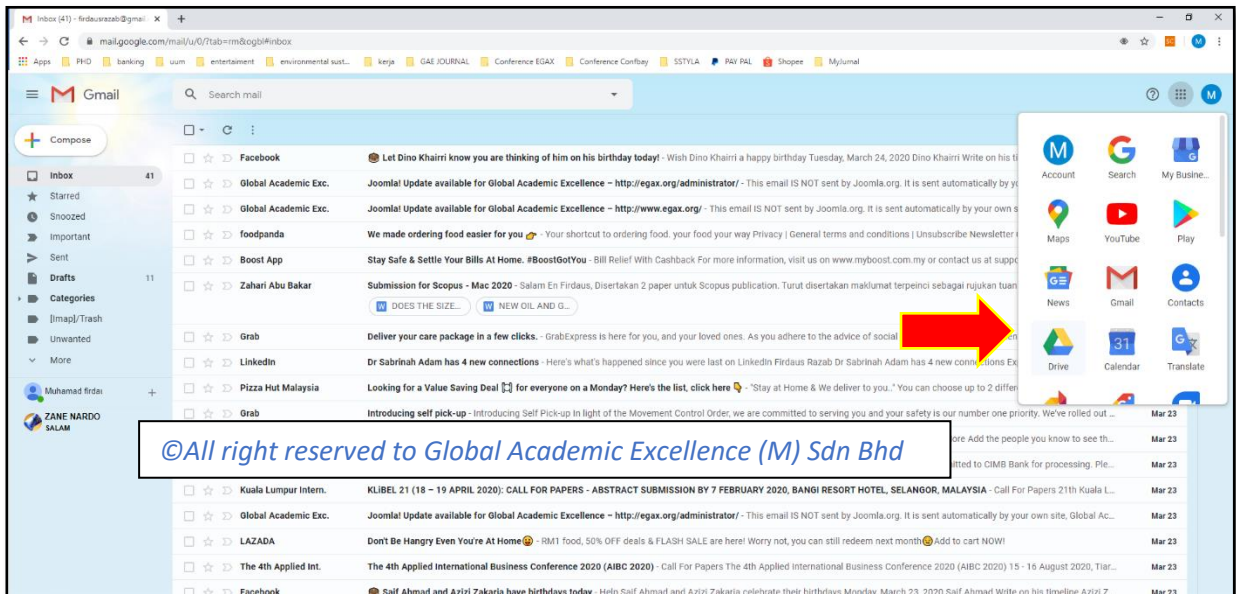 Inbox (41) - firdausrazab@gmai
mail.google.com/mail/u/0/?tab=rm&ogbl#inbox
Apps PHD banking uum entertaiment environmental sust... kerja GAE JOURNAL Conference EGAX Conference Confbay SSTYLA PAY PAL Shopee MyJurnal
Gmail
Search mail
M
Compose
Inbox 41
Starred
Snoozed
Important
Sent
Drafts 11
Categories
[Imap]/Trash
Unwanted
More
Muhamad firdau
ZANE NARDO
SALAM
Facebook Let Dino Khairri know you are thinking of him on his birthday today! - Wish Dino Khairri a happy birthday Tuesday, March 24, 2020 Dino Khairri Write on his ti
Global Academic Exc. Joomla! Update available for Global Academic Excellence – http://egax.org/administrator/ - This email IS NOT sent by Joomla.org. It is sent automatically by yo
Global Academic Exc. Joomla! Update available for Global Academic Excellence – http://www.egax.org/ - This email IS NOT sent by Joomla.org. It is sent automatically by your own s
foodpanda We made ordering food easier for you - Your shortcut to ordering food. your food your way Privacy | General terms and conditions | Unsubscribe Newsletter
Boost App Stay Safe & Settle Your Bills At Home. #BoostGotYou - Bill Relief With Cashback For more information, visit us on www.myboost.com.my or contact us at suppo
Zahari Abu Bakar Submission for Scopus - Mac 2020 - Salam En Firdaus, Disertakan 2 paper untuk Scopus publication. Turut disertakan maklumat terpeinci sebagai rujukan tuan
DOES THE SIZE... NEW OIL AND G...
Grab Deliver your care package in a few clicks. - GrabExpress is here for you, and your loved ones. As you adhere to the advice of social
LinkedIn Dr Sabrinah Adam has 4 new connections - Here's what's happened since you were last on LinkedIn Firdaus Razab Dr Sabrinah Adam has 4 new connections Ex
Pizza Hut Malaysia Looking for a Value Saving Deal for everyone on a Monday? Here's the list, click here - "Stay at Home & We deliver to you.." You can choose up to 2 differ
Grab Introducing self pick-up - Introducing Self Pick-up In light of the Movement Control Order, we are committed to serving you and your safety is our number one priority. We've rolled out ... Mar 23
ore Add the people you know to see th... Mar 23
itted to CIMB Bank for processing. Ple... Mar 23
©All right reserved to Global Academic Excellence (M) Sdn Bhd
Kuala Lumpur Intern. KLiBEL 21 (18 – 19 APRIL 2020): CALL FOR PAPERS - ABSTRACT SUBMISSION BY 7 FEBRUARY 2020, BANGI RESORT HOTEL, SELANGOR, MALAYSIA - Call For Papers 21th Kuala L... Mar 23
Global Academic Exc. Joomla! Update available for Global Academic Excellence – http://egax.org/administrator/ - This email IS NOT sent by Joomla.org. It is sent automatically by your own site, Global Ac... Mar 23
LAZADA Don't Be Hangry Even You're At Home - RM1 food, 50% OFF deals & FLASH SALE are here! Worry not, you can still redeem next month Add to cart NOW! Mar 23
The 4th Applied Int. The 4th Applied International Business Conference 2020 (AIBC 2020) - Call For Papers The 4th Applied International Business Conference 2020 (AIBC 2020) 15 - 16 August 2020, Tiar... Mar 23
Facebook Saif Ahmad and Azizi Zakaria have birthdays today - Help Saif Ahmad and Azizi Zakaria celebrate their birthdays Monday, March 23, 2020 Saif Ahmad Write on his timeline Azizi Z... Mar 23
Account Search My Busine...
Maps YouTube Play
News Gmail Contacts
31
Drive Calendar Translate